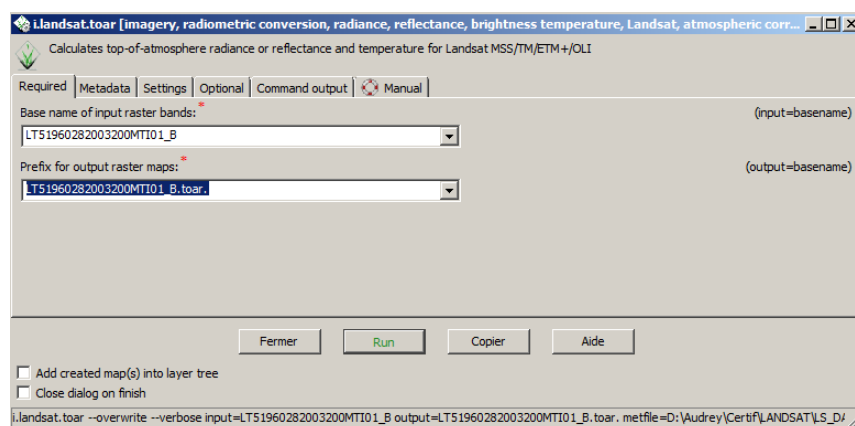 i.landsat.toar [imagery, radiometric conversion, radiance, reflectance, brightness temperature, Landsat, atmospheric corr...
Calculates top-of-atmosphere radiance or reflectance and temperature for Landsat MSS/TM/ETM+/OLI
Required Metadata Settings Optional Command output Manual
Base name of input raster bands:* (input=basename)
LT51960282003200MTI01_B
Prefix for output raster maps:* (output=basename)
LT51960282003200MTI01_B.toar.
Fermer Run Copier Aide
Add created map(s) into layer tree
Close dialog on finish
i.landsat.toar --overwrite --verbose input=LT51960282003200MTI01_B output=LT51960282003200MTI01_B.toar. metfile=D:\Audrey\Certif\LANDSAT\LS_DA